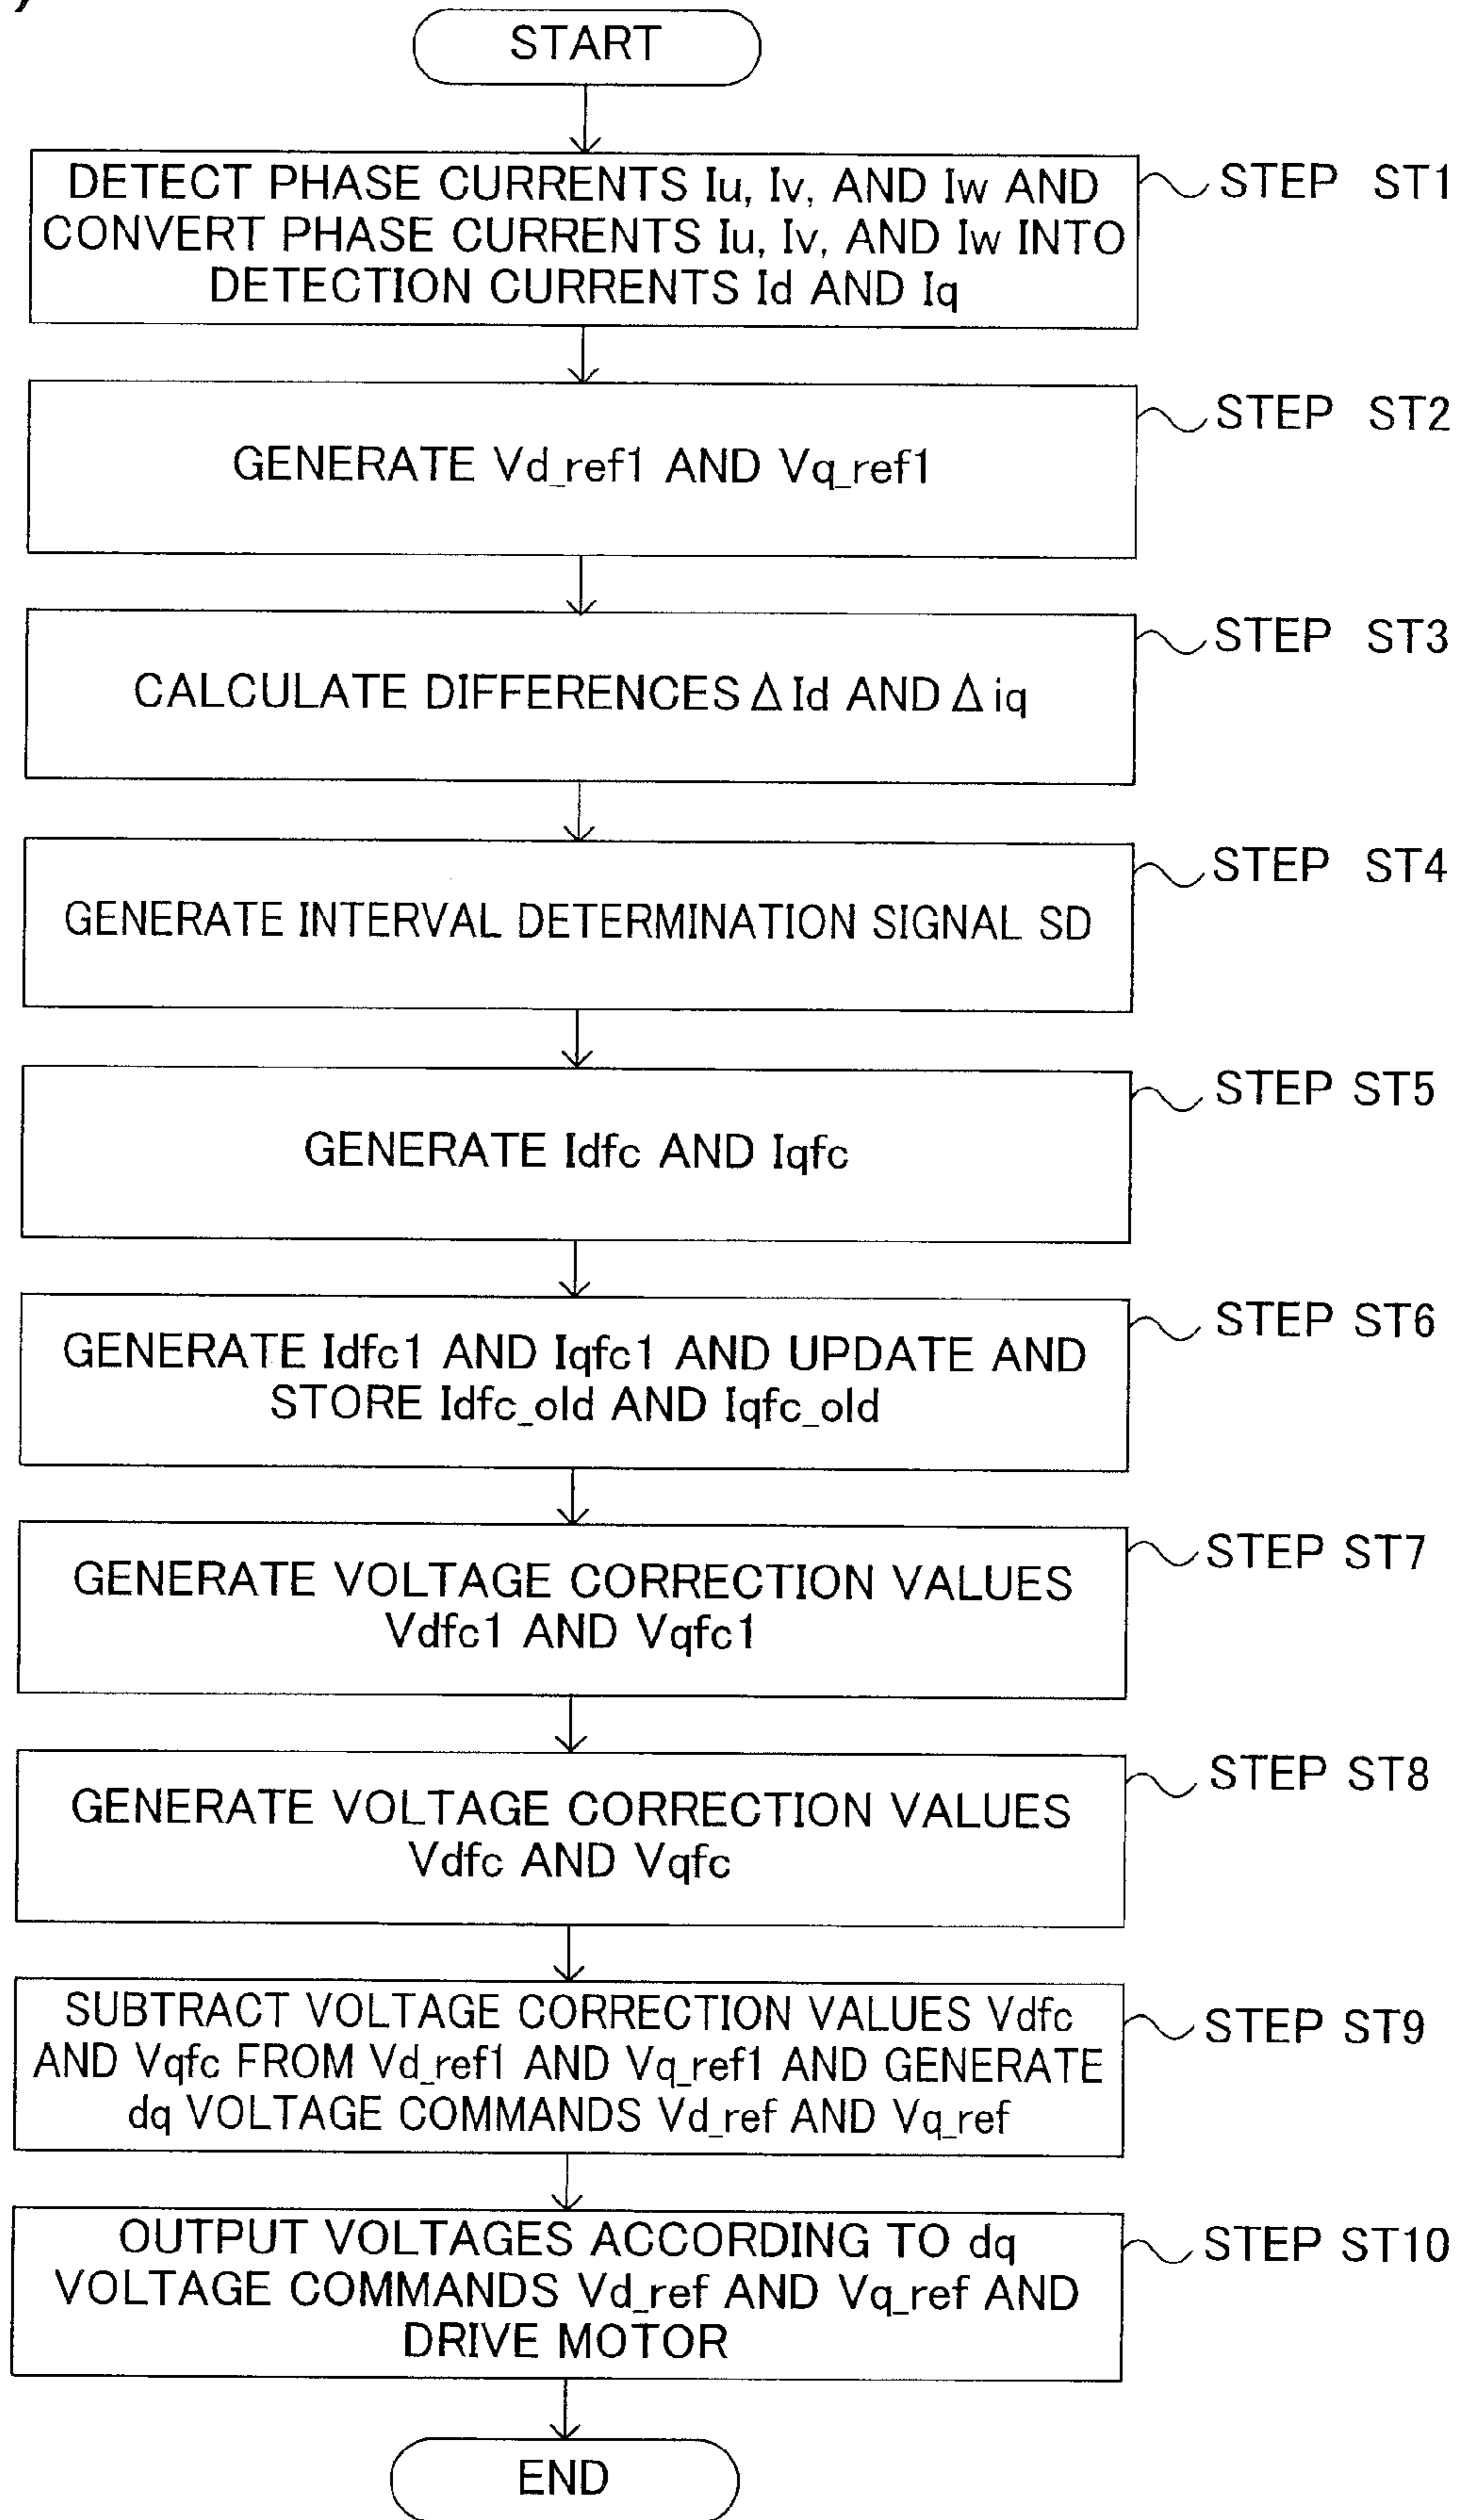 START
DETECT PHASE CURRENTS Iu, Iv, AND Iw AND
CONVERT PHASE CURRENTS Iu, Iv, AND Iw INTO
DETECTION CURRENTS Id AND Iq
STEP ST1
GENERATE Vd_ref1 AND Vq_ref1
STEP ST2
CALCULATE DIFFERENCES Δ Id AND Δ iq
STEP ST3
GENERATE INTERVAL DETERMINATION SIGNAL SD
STEP ST4
GENERATE Idfc AND Iqfc
STEP ST5
GENERATE Idfc1 AND Iqfc1 AND UPDATE AND
STORE Idfc_old AND Iqfc_old
STEP ST6
GENERATE VOLTAGE CORRECTION VALUES
Vdfc1 AND Vqfc1
STEP ST7
GENERATE VOLTAGE CORRECTION VALUES
Vdfc AND Vqfc
STEP ST8
SUBTRACT VOLTAGE CORRECTION VALUES Vdfc
AND Vqfc FROM Vd_ref1 AND Vq_ref1 AND GENERATE
dq VOLTAGE COMMANDS Vd_ref AND Vq_ref
STEP ST9
OUTPUT VOLTAGES ACCORDING TO dq
VOLTAGE COMMANDS Vd_ref AND Vq_ref AND
DRIVE MOTOR
STEP ST10
END